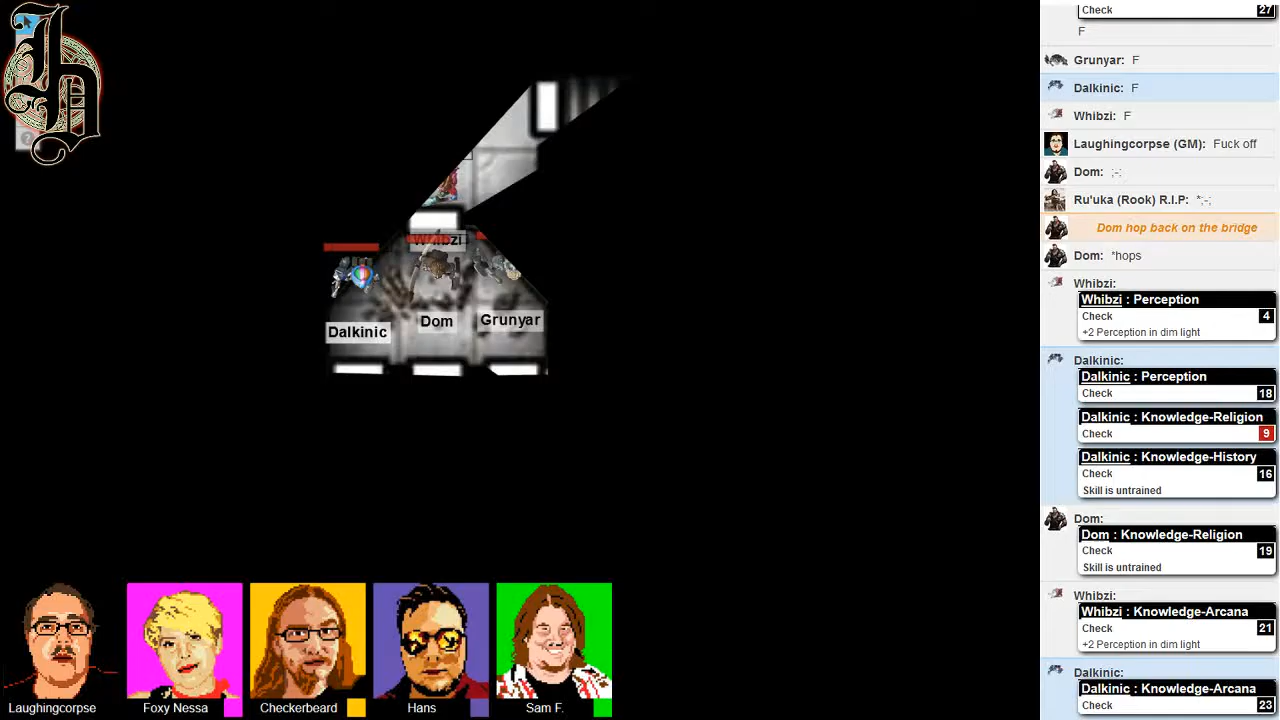 Whibzi
Dalkinic
Dom
Grunyar
Laughingcorpse
Foxy Nessa
Checkerbeard
Hans
Sam F.
Check
27
F
Grunyar: F
Dalkinic: F
Whibzi: F
Laughingcorpse (GM): Fuck off
Dom: :-:
Ru'uka (Rook) R.I.P: *;-;
Dom hop back on the bridge
Dom: *hops
Whibzi:
Whibzi : Perception
Check
4
+2 Perception in dim light
Dalkinic:
Dalkinic : Perception
Check
18
Dalkinic : Knowledge-Religion
Check
9
Dalkinic : Knowledge-History
Check
16
Skill is untrained
Dom:
Dom : Knowledge-Religion
Check
19
Skill is untrained
Whibzi:
Whibzi : Knowledge-Arcana
Check
21
+2 Perception in dim light
Dalkinic:
Dalkinic : Knowledge-Arcana
Check
23